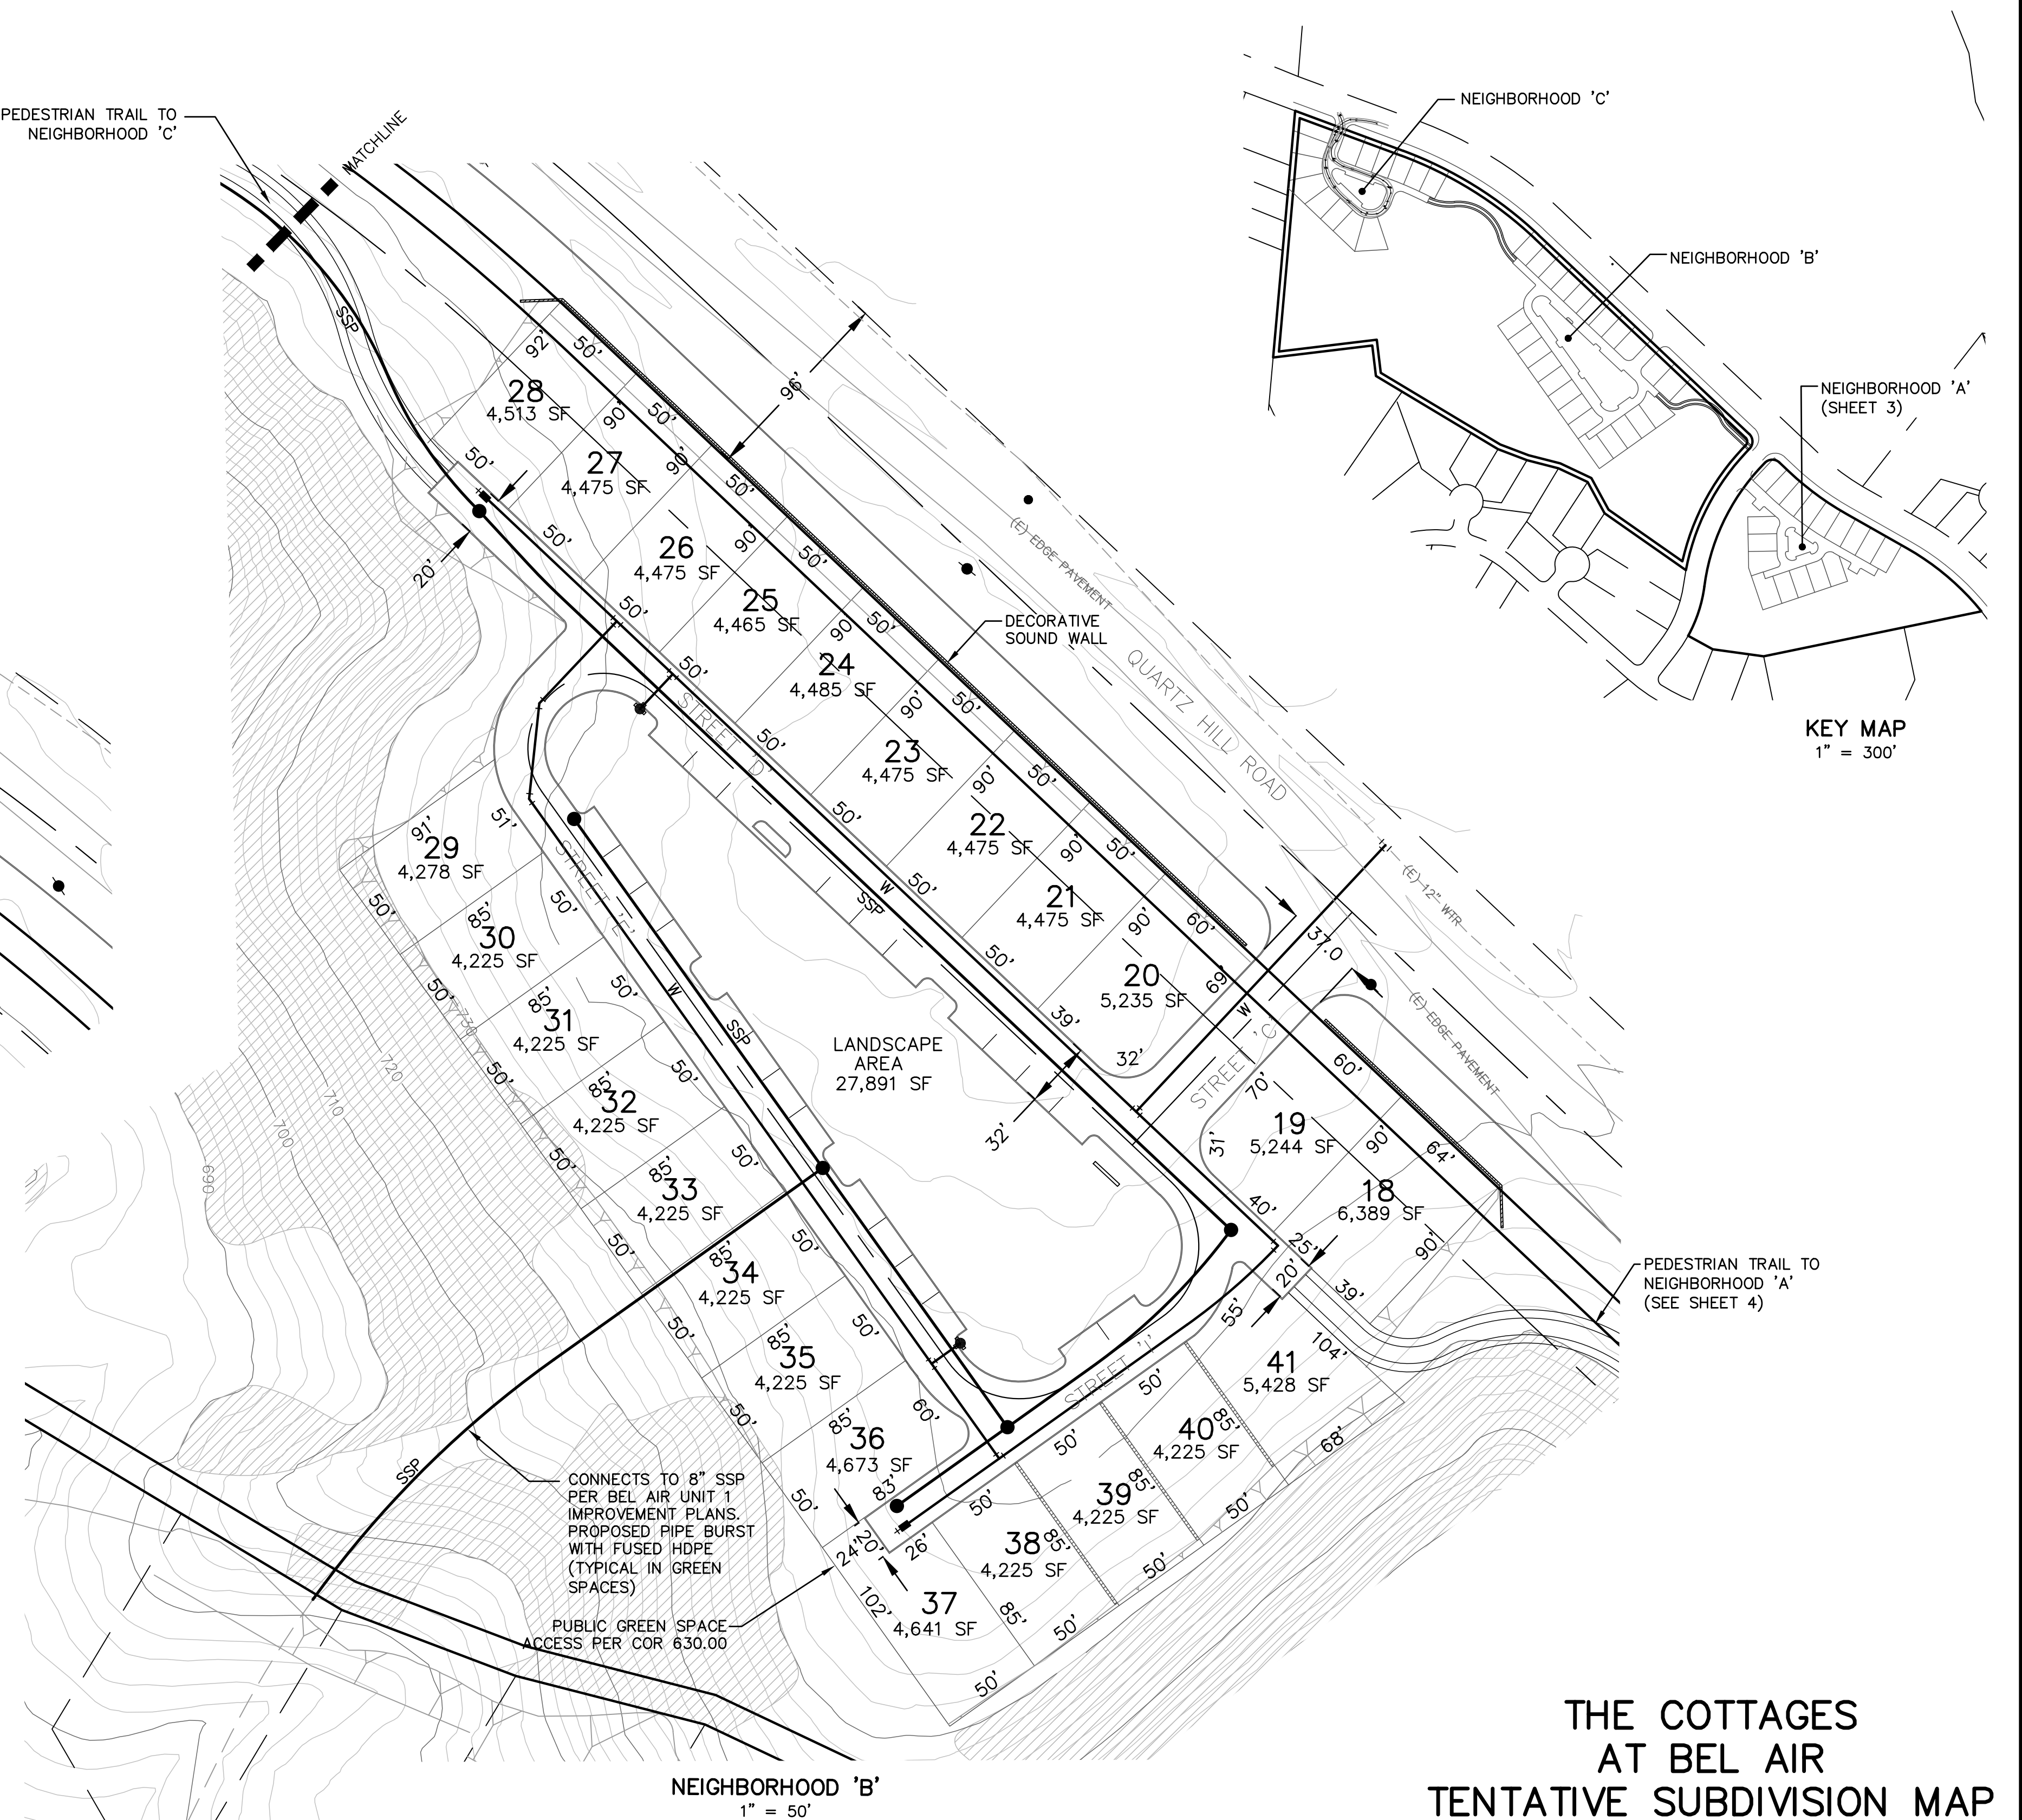 PEDESTRIAN TRAIL TO
NEIGHBORHOOD 'C'
MATCHLINE
NEIGHBORHOOD 'C'
NEIGHBORHOOD 'B'
NEIGHBORHOOD 'A'
(SHEET 3)
KEY MAP
1" = 300'
SSP
92'
50'
28
4,513 SF
50'
90'
50'
27
4,475 SF
90'
50'
96'
20'
50'
26
4,475 SF
90'
50'
50'
25
4,465 SF
90'
50'
50'
24
4,485 SF
90'
50'
50'
23
4,475 SF
90'
50'
50'
22
4,475 SF
90'
50'
50'
21
4,475 SF
90'
60'
50'
20
5,235 SF
69'
39'
32'
DECORATIVE
SOUND WALL
(E) EDGE PAVEMENT
QUARTZ HILL ROAD
(E) 12" WTR
(E) EDGE PAVEMENT
37.0
W
STREET 'C'
STREET 'D'
W
SSP
60'
70'
31'
19
5,244 SF
90'
64'
40'
18
6,389 SF
90'
25'
20'
39'
PEDESTRIAN TRAIL TO
NEIGHBORHOOD 'A'
(SEE SHEET 4)
32'
LANDSCAPE
AREA
27,891 SF
STREET 'E'
W
SSP
91'
51'
29
4,278 SF
50'
85'
50'
30
4,225 SF
50'
85'
50'
31
4,225 SF
50'
85'
50'
32
4,225 SF
50'
85'
50'
33
4,225 SF
50'
85'
50'
34
4,225 SF
50'
85'
50'
35
4,225 SF
50'
85'
60'
36
4,673 SF
50'
83'
730
720
710
700
690
STREET 'L'
55'
104'
41
5,428 SF
50'
68'
85'
40
4,225 SF
50'
50'
85'
39
4,225 SF
50'
50'
85'
38
4,225 SF
26'
50'
85'
37
4,641 SF
50'
102'
24'
20'
SSP
CONNECTS TO 8" SSP
PER BEL AIR UNIT 1
IMPROVEMENT PLANS.
PROPOSED PIPE BURST
WITH FUSED HDPE
(TYPICAL IN GREEN
SPACES)
PUBLIC GREEN SPACE
ACCESS PER COR 630.00
NEIGHBORHOOD 'B'
1" = 50'
THE COTTAGES
AT BEL AIR
TENTATIVE SUBDIVISION MAP